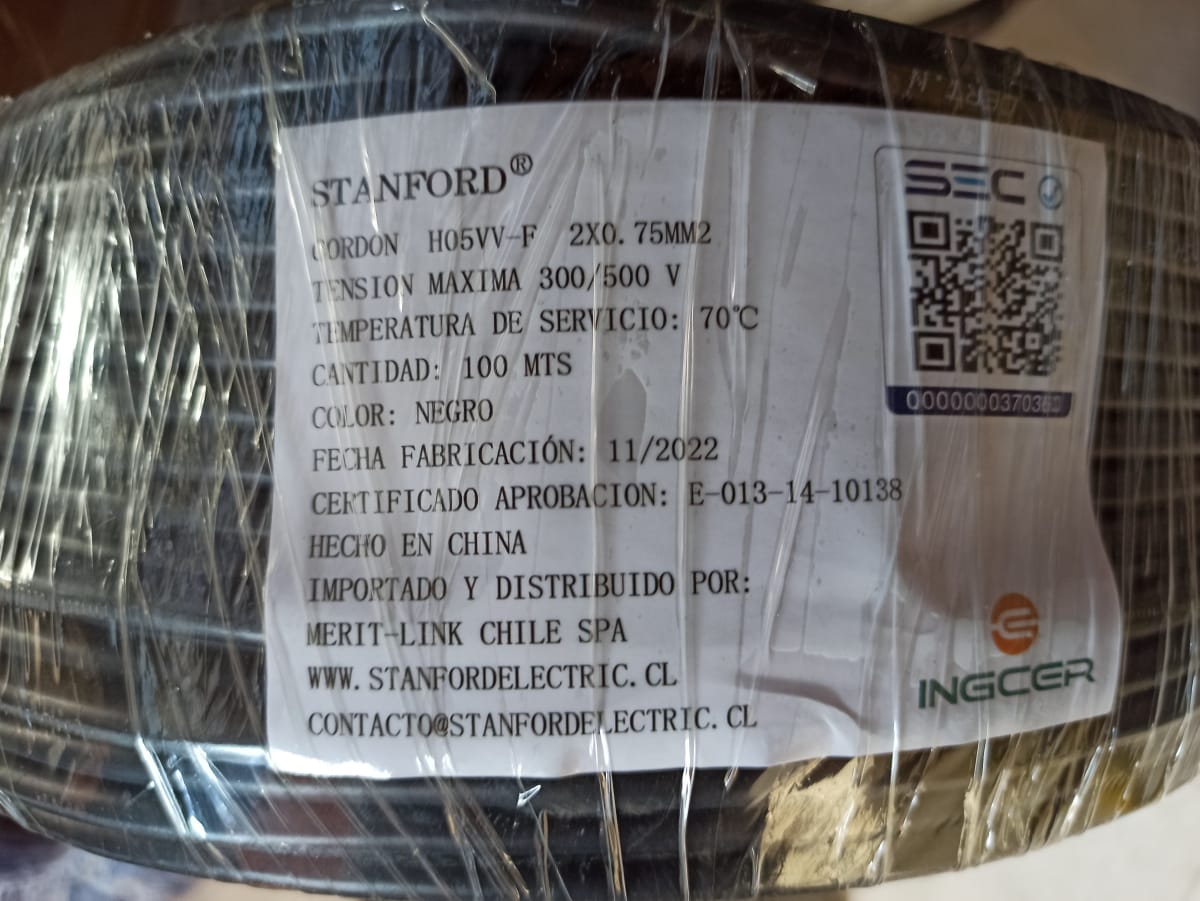 STANFORD®
CORDON H05VV-F 2X0.75MM2
TENSION MAXIMA 300/500 V
TEMPERATURA DE SERVICIO: 70℃
CANTIDAD: 100 MTS
COLOR: NEGRO
FECHA FABRICACIÓN: 11/2022
CERTIFICADO APROBACION: E-013-14-10138
HECHO EN CHINA
IMPORTADO Y DISTRIBUIDO POR:
MERIT-LINK CHILE SPA
WWW.STANFORDELECTRIC.CL
CONTACTO@STANFORDELECTRIC.CL
SEC
INGCER